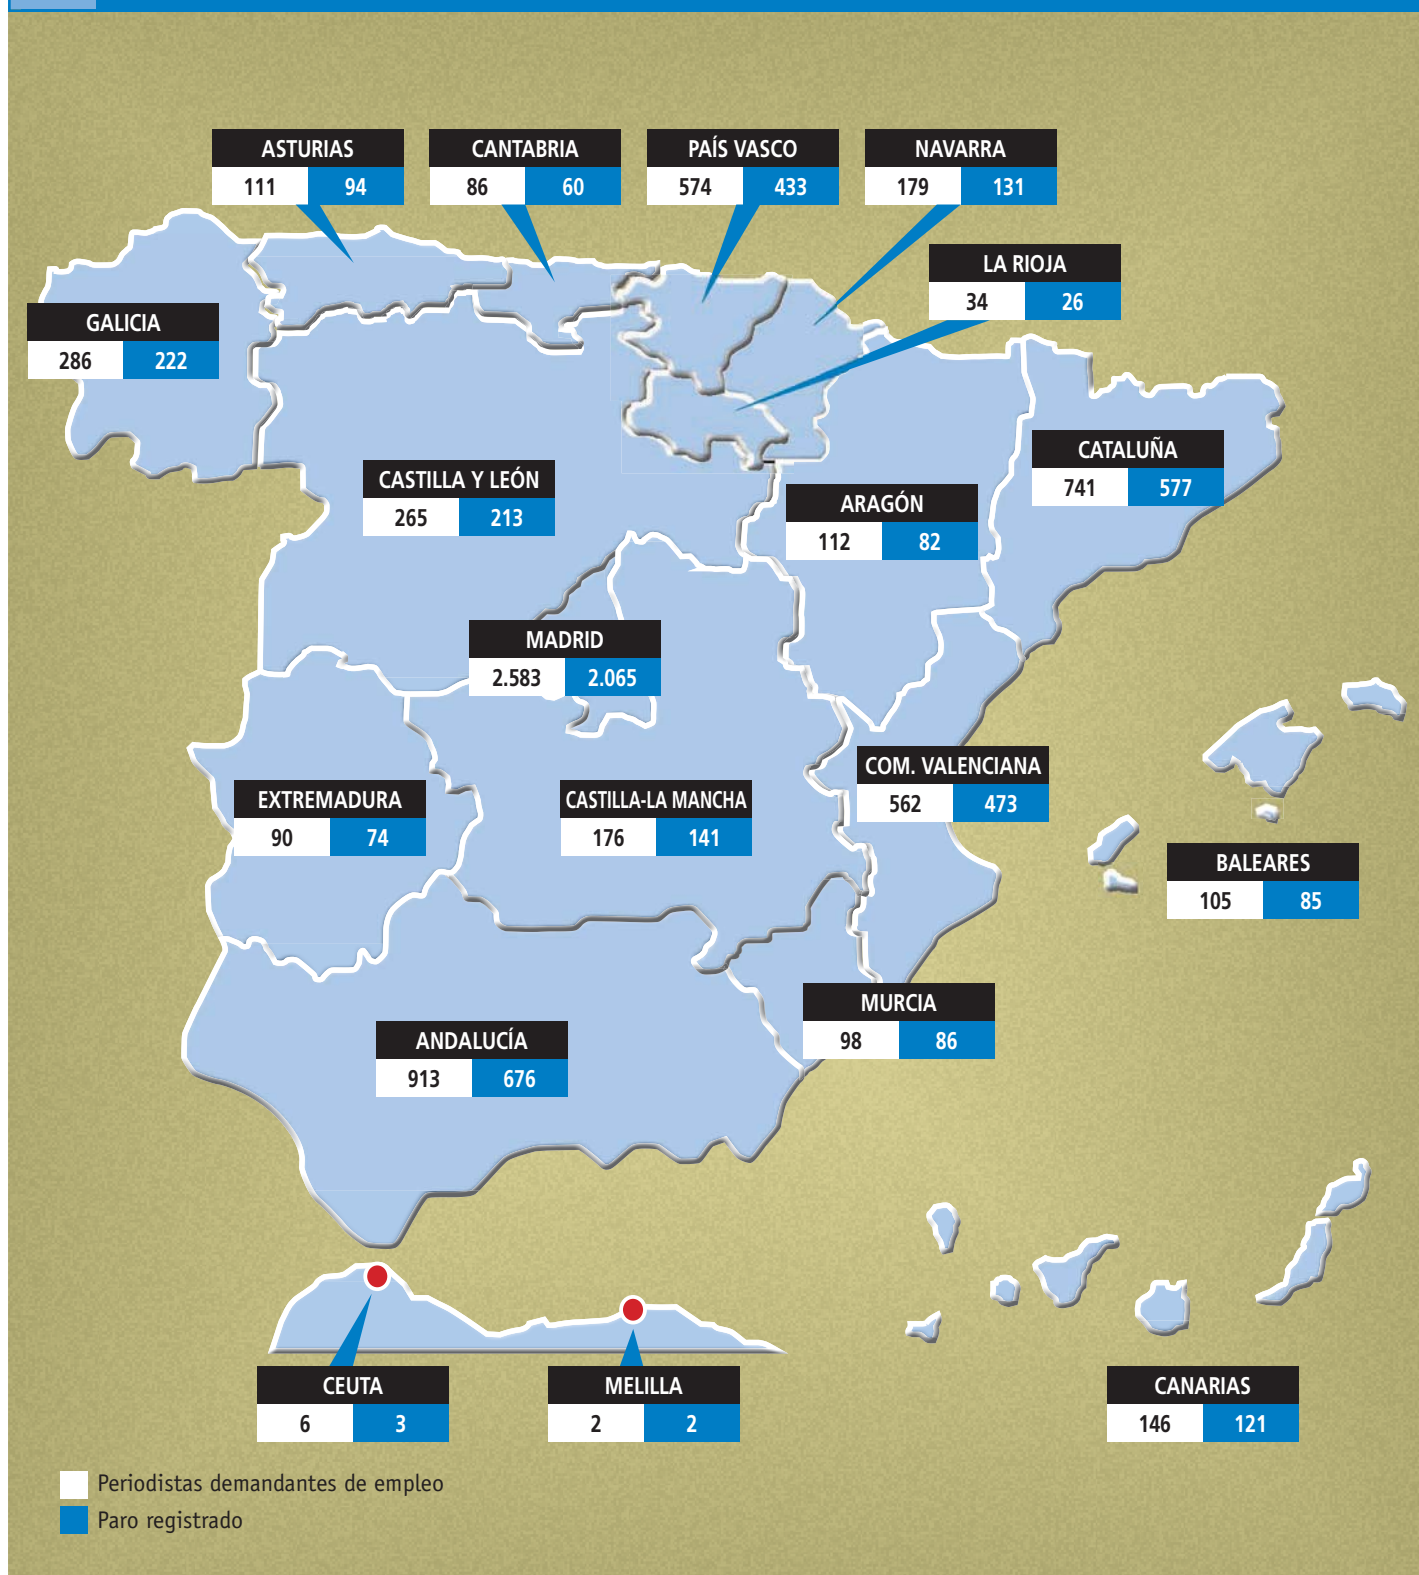 ASTURIAS
111 94
CANTABRIA
86 60
PAÍS VASCO
574 433
NAVARRA
179 131
LA RIOJA
34 26
GALICIA
286 222
CATALUÑA
741 577
CASTILLA Y LEÓN
265 213
ARAGÓN
112 82
MADRID
2.583 2.065
COM. VALENCIANA
562 473
EXTREMADURA
90 74
CASTILLA-LA MANCHA
176 141
BALEARES
105 85
MURCIA
98 86
ANDALUCÍA
913 676
CEUTA
6 3
MELILLA
2 2
CANARIAS
146 121
Periodistas demandantes de empleo
Paro registrado